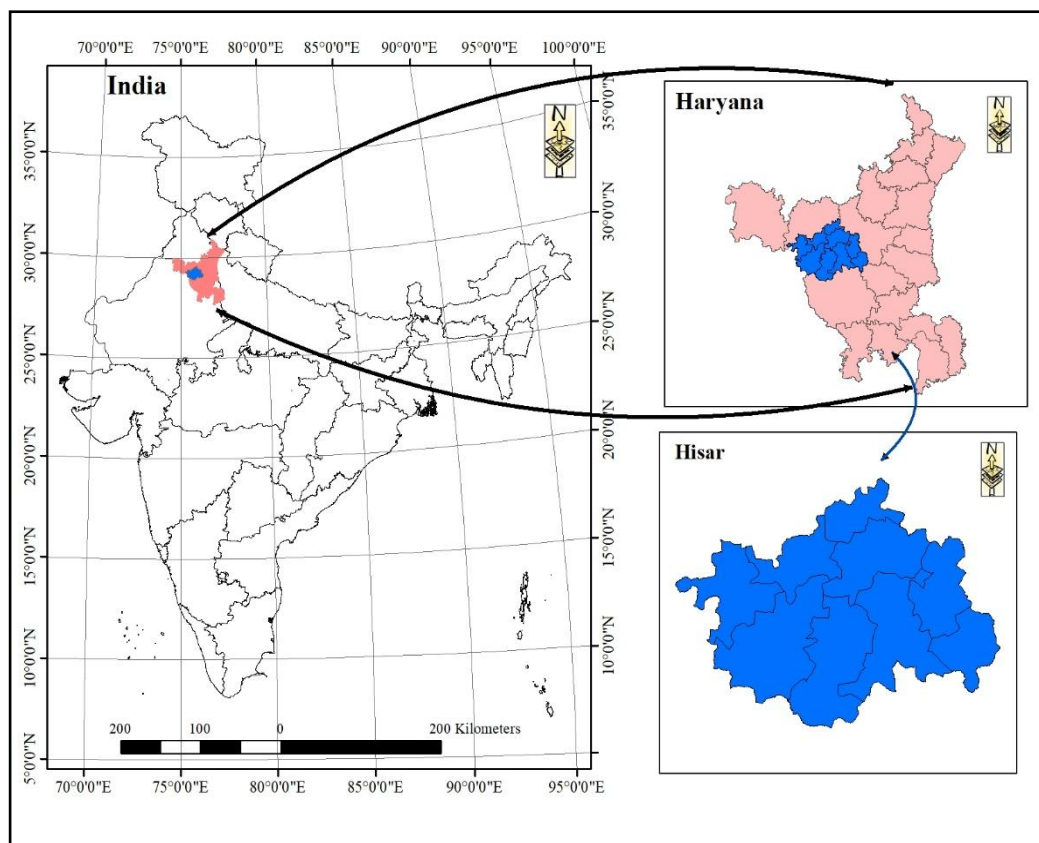 70°0'0"E 75°0'0"E 80°0'0"E 85°0'0"E 90°0'0"E 95°0'0"E 100°0'0"E
India
N
35°0'0"N
30°0'0"N
25°0'0"N
20°0'0"N
15°0'0"N
10°0'0"N
5°0'0"N
35°0'0"N
30°0'0"N
25°0'0"N
20°0'0"N
15°0'0"N
10°0'0"N
200 100 0 200 Kilometers
70°0'0"E 75°0'0"E 80°0'0"E 85°0'0"E 90°0'0"E 95°0'0"E
Haryana
N
Hisar
N